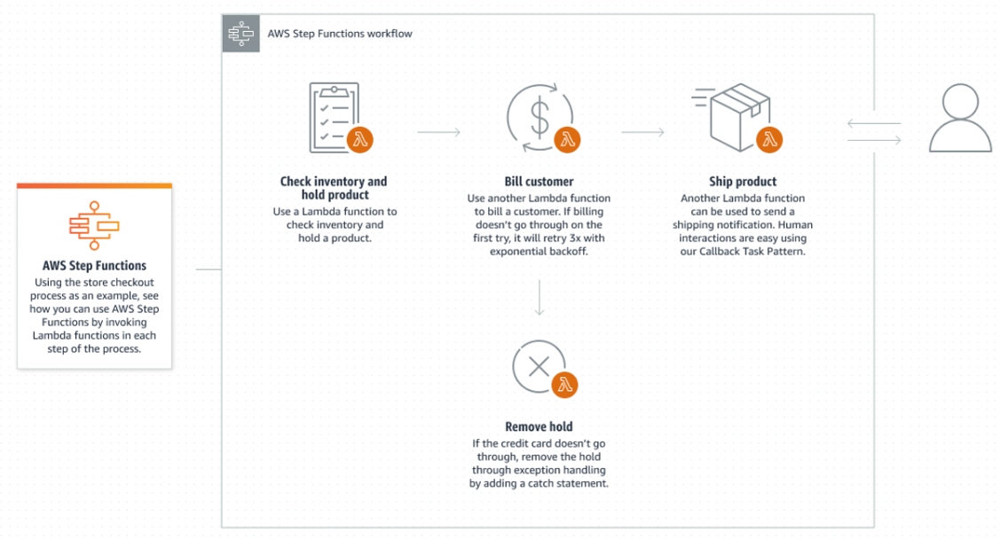 AWS Step Functions workflow
Check inventory and
hold product
Use a Lambda function to
check inventory and
hold a product.
Bill customer
Use another Lambda function
to bill a customer. If billing
doesn't go through on the
first try, it will retry 3x with
exponential backoff.
Ship product
Another Lambda function
can be used to send a
shipping notification. Human
interactions are easy using
our Callback Task Pattern.
AWS Step Functions
Using the store checkout
process as an example, see
how you can use AWS Step
Functions by invoking
Lambda functions in each
step of the process.
Remove hold
If the credit card doesn't go
through, remove the hold
through exception handling
by adding a catch statement.